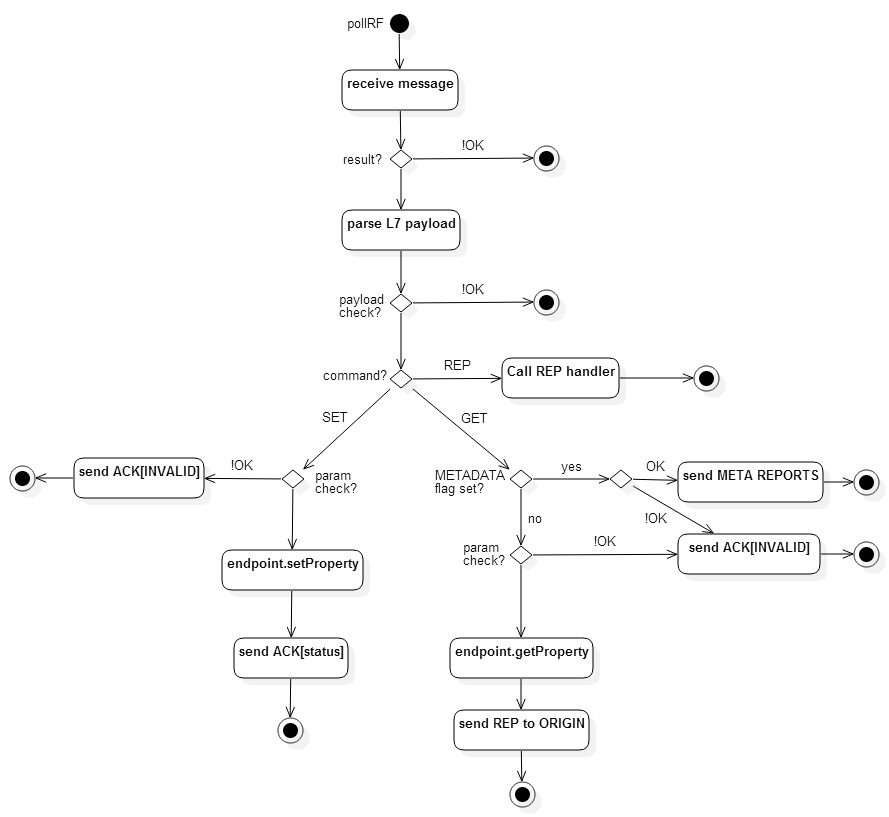 pollRF
receive message
result?
!OK
parse L7 payload
payload
check?
!OK
command?
REP
Call REP handler
SET
GET
send ACK[INVALID]
!OK
param
check?
METADATA
flag set?
yes
OK
send META REPORTS
!OK
no
param
check?
!OK
send ACK[INVALID]
endpoint.setProperty
send ACK[status]
endpoint.getProperty
send REP to ORIGIN